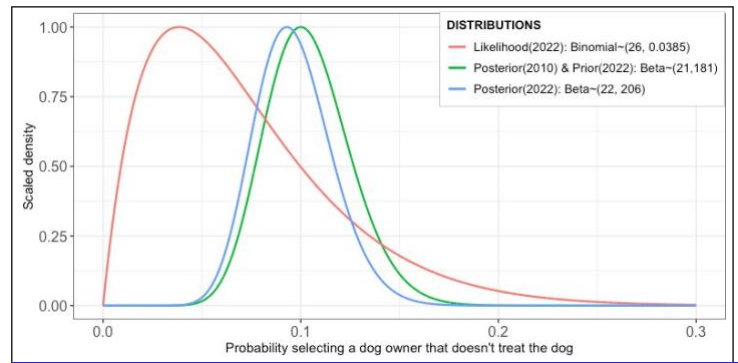 DISTRIBUTIONS
Likelihood(2022): Binomial~(26, 0.0385)
Posterior(2010) & Prior(2022): Beta~(21,181)
Posterior(2022): Beta~(22, 206)
Scaled density
1.00
0.75
0.50
0.25
0.00
0.0 0.1 0.2 0.3
Probability selecting a dog owner that doesn't treat the dog